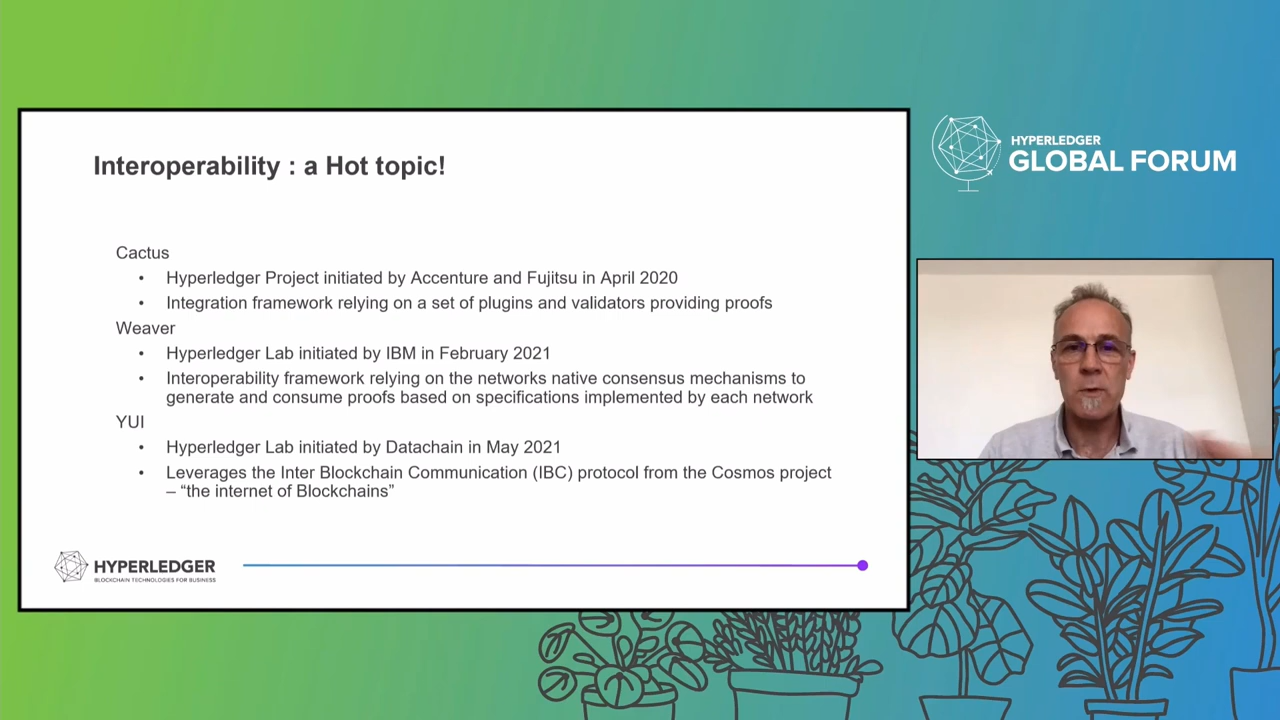 Interoperability : a Hot topic!
Cactus
• Hyperledger Project initiated by Accenture and Fujitsu in April 2020
• Integration framework relying on a set of plugins and validators providing proofs
Weaver
• Hyperledger Lab initiated by IBM in February 2021
• Interoperability framework relying on the networks native consensus mechanisms to
generate and consume proofs based on specifications implemented by each network
YUI
• Hyperledger Lab initiated by Datachain in May 2021
• Leverages the Inter Blockchain Communication (IBC) protocol from the Cosmos project
– “the internet of Blockchains”
HYPERLEDGER
BLOCKCHAIN TECHNOLOGIES FOR BUSINESS
HYPERLEDGER
GLOBAL FORUM